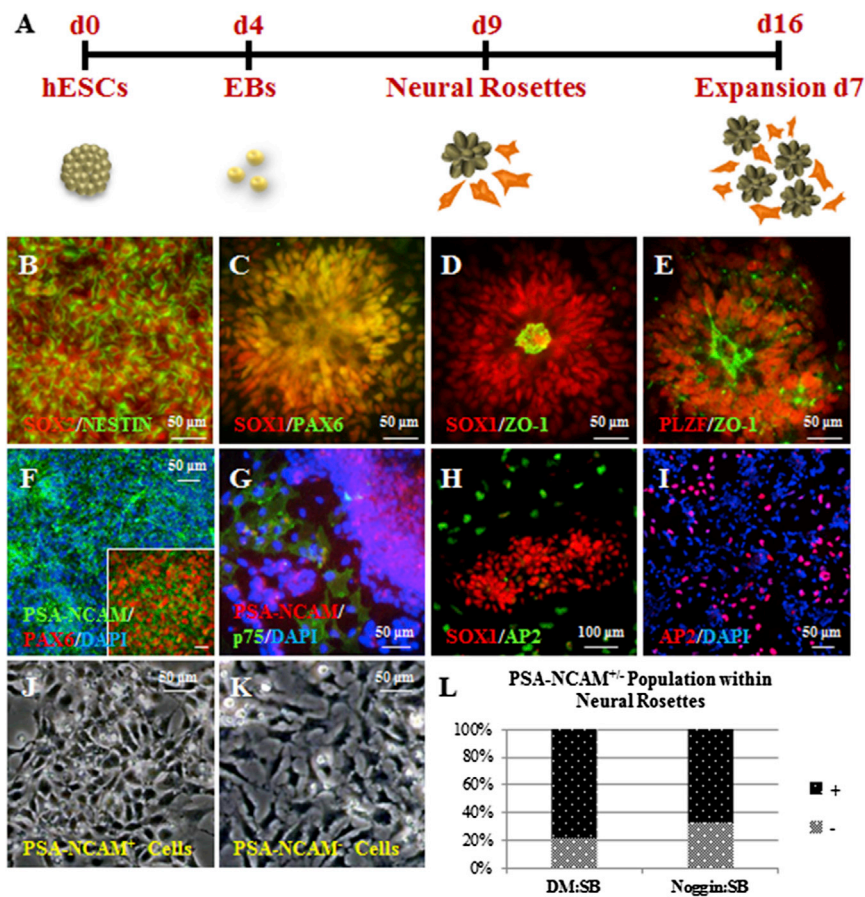 A
d0 d4 d9 d16
hESCs EBs Neural Rosettes Expansion d7
B
SOX2/NESTIN
50 µm
C
SOX1/PAX6
50 µm
D
SOX1/ZO-1
50 µm
E
PLZF/ZO-1
50 µm
F
50 µm
PSA-NCAM/
PAX6/DAPI
G
PSA-NCAM/
p75/DAPI
50 µm
H
SOX1/AP2
100 µm
I
AP2/DAPI
50 µm
J
50 µm
PSA-NCAM⁺ Cells
K
50 µm
PSA-NCAM⁻ Cells
L
PSA-NCAM⁺/⁻ Population within
Neural Rosettes
100%
80%
60%
40%
20%
0%
DM:SB
Noggin:SB
+
-